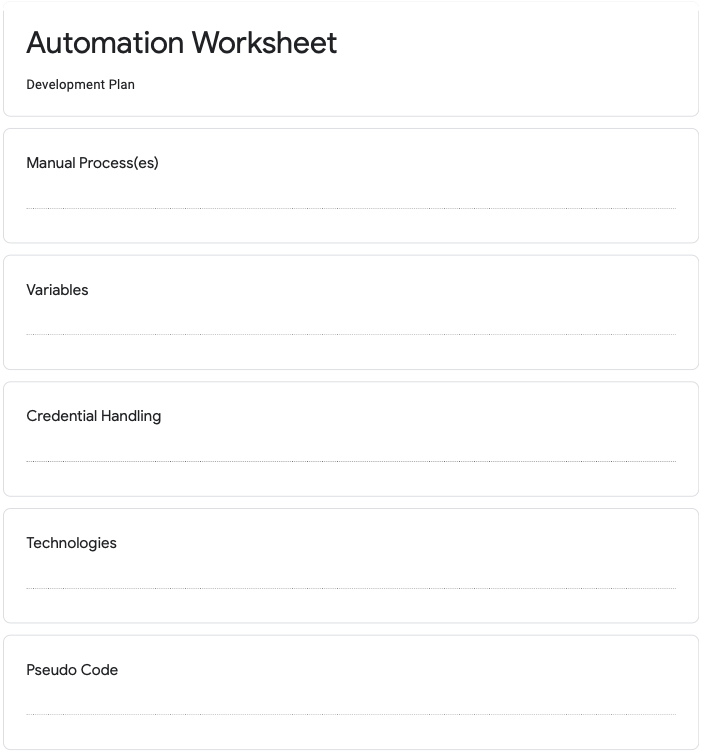 Automation Worksheet
Development Plan
Manual Process(es)
Variables
Credential Handling
Technologies
Pseudo Code